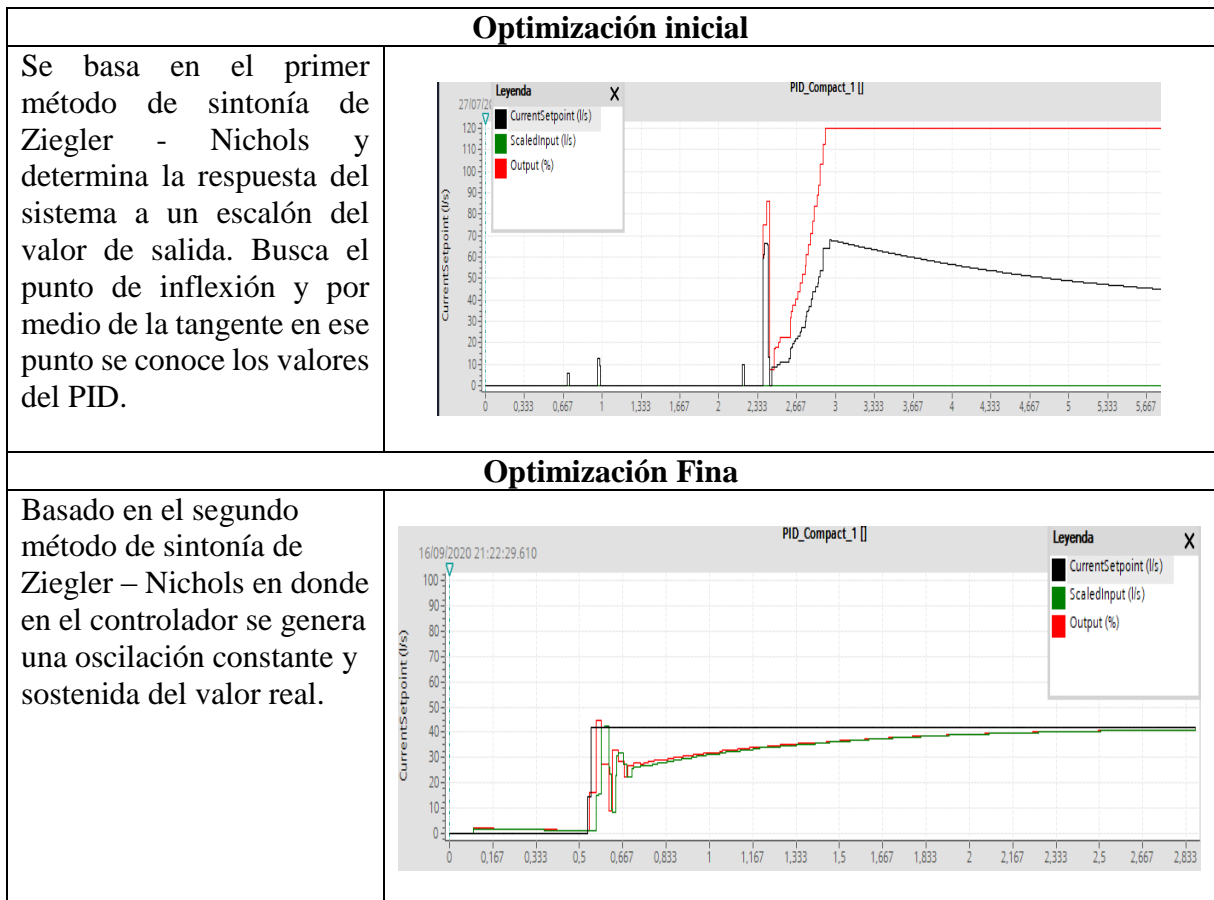 Optimización inicial
Se basa en el primer
método de sintonía de
Ziegler - Nichols y
determina la respuesta del
sistema a un escalón del
valor de salida. Busca el
punto de inflexión y por
medio de la tangente en ese
punto se conoce los valores
del PID.
PID_Compact_1 []
27/07/20
Leyenda X
CurrentSetpoint (l/s)
ScaledInput (l/s)
Output (%)
CurrentSetpoint (l/s)
120
110
100
90
80
70
60
50
40
30
20
10
0
0 0,333 0,667 1 1,333 1,667 2 2,333 2,667 3 3,333 3,667 4 4,333 4,667 5 5,333 5,667
Optimización Fina
Basado en el segundo
método de sintonía de
Ziegler – Nichols en donde
en el controlador se genera
una oscilación constante y
sostenida del valor real.
PID_Compact_1 []
16/09/2020 21:22:29.610
Leyenda X
CurrentSetpoint (l/s)
ScaledInput (l/s)
Output (%)
CurrentSetpoint (l/s)
100
90
80
70
60
50
40
30
20
10
0
0 0,167 0,333 0,5 0,667 0,833 1 1,167 1,333 1,5 1,667 1,833 2 2,167 2,333 2,5 2,667 2,833